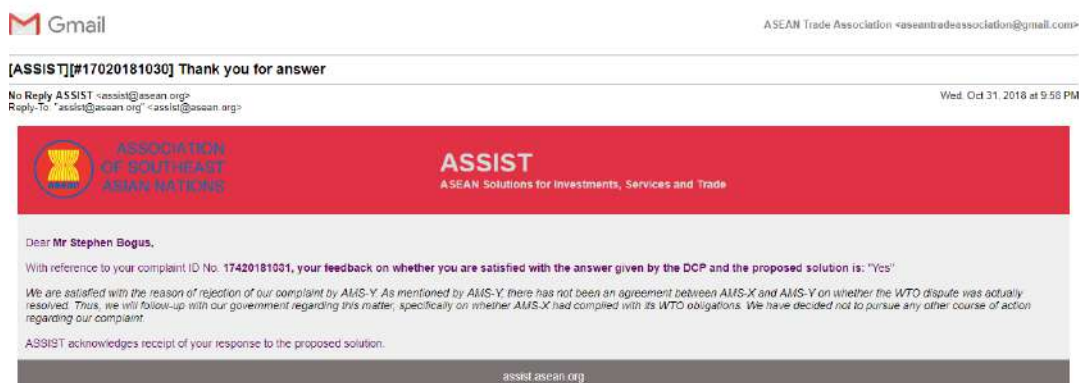 Gmail
ASEAN Trade Association <aseantradeassociation@gmail.com>
[ASSIST][#17020181030] Thank you for answer
No Reply ASSIST <assist@asean.org>
Wed, Oct 31, 2018 at 9:58 PM
Reply-To: "assist@asean.org" <assist@asean.org>
ASSOCIATION
OF SOUTHEAST
ASIAN NATIONS
ASSIST
ASEAN Solutions for Investments, Services and Trade
Dear Mr Stephen Bogus,
With reference to your complaint ID No. 17420181031, your feedback on whether you are satisfied with the answer given by the DCP and the proposed solution is: "Yes"
We are satisfied with the reason of rejection of our complaint by AMS-Y. As mentioned by AMS-Y, there has not been an agreement between AMS-X and AMS-Y on whether the WTO dispute was actually
resolved. Thus, we will follow-up with our government regarding this matter, specifically on whether AMS-X had complied with its WTO obligations. We have decided not to pursue any other course of action
regarding our complaint.
ASSIST acknowledges receipt of your response to the proposed solution.
assist.asean.org